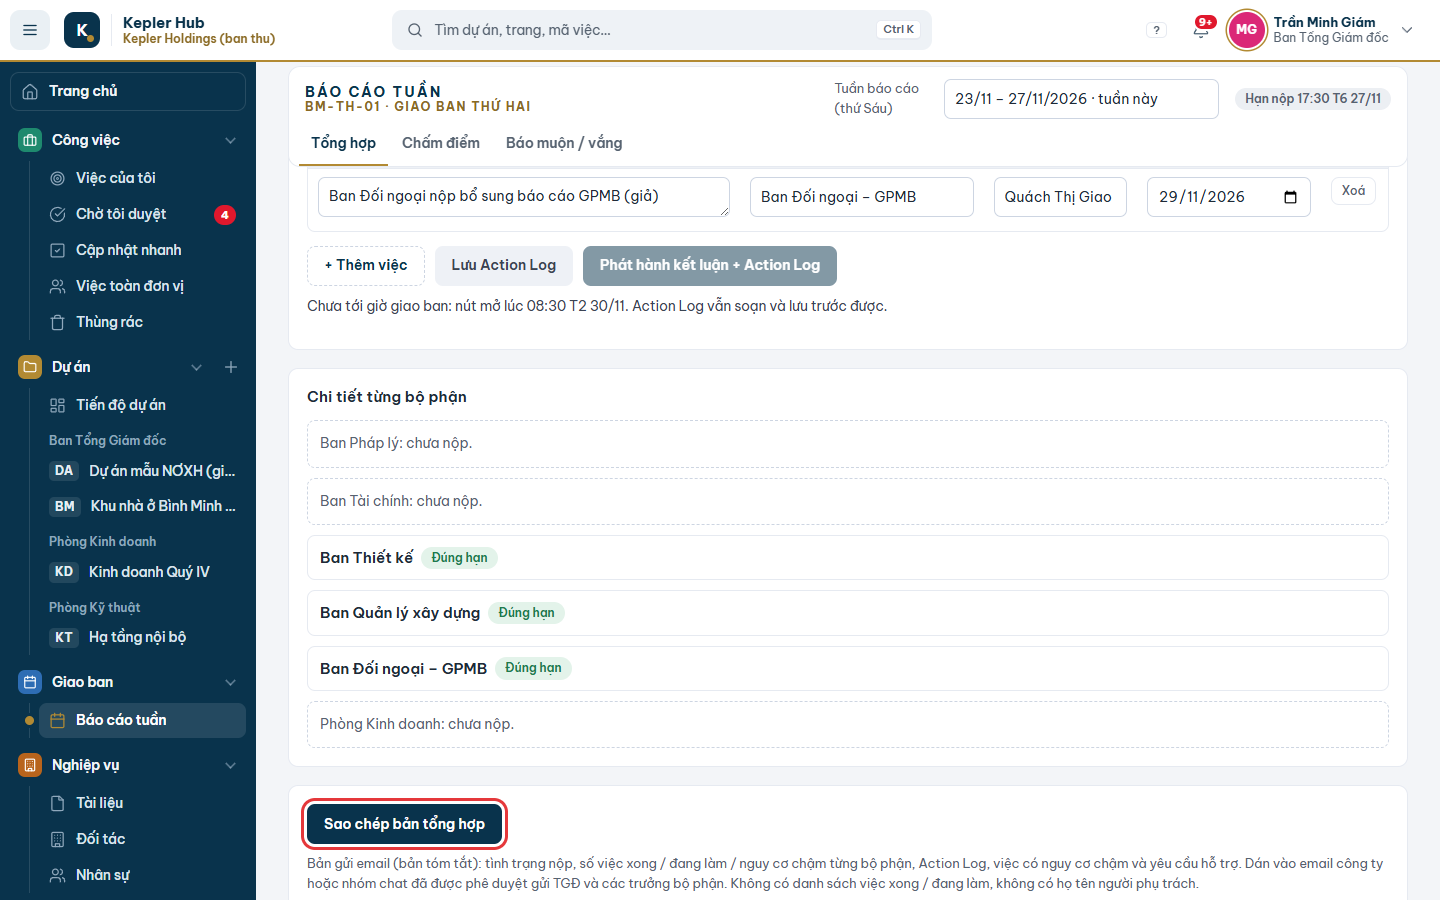 K.
Kepler Hub
Kepler Holdings (ban thu)
Tìm dự án, trang, mã việc...
Ctrl K
?
9+
MG
Trần Minh Giám
Ban Tổng Giám đốc
Trang chủ
Công việc
Việc của tôi
Chờ tôi duyệt
4
Cập nhật nhanh
Việc toàn đơn vị
Thùng rác
Dự án
Tiến độ dự án
Ban Tổng Giám đốc
DA Dự án mẫu NƠXH (gi...
BM Khu nhà ở Bình Minh ...
Phòng Kinh doanh
KD Kinh doanh Quý IV
Phòng Kỹ thuật
KT Hạ tầng nội bộ
Giao ban
Báo cáo tuần
Nghiệp vụ
Tài liệu
Đối tác
Nhân sự
BÁO CÁO TUẦN
BM-TH-01 · GIAO BAN THỨ HAI
Tuần báo cáo
(thứ Sáu)
23/11 – 27/11/2026 · tuần này
Hạn nộp 17:30 T6 27/11
Tổng hợp
Chấm điểm
Báo muộn / vắng
Ban Đối ngoại nộp bổ sung báo cáo GPMB (giả)
Ban Đối ngoại – GPMB
Quách Thị Giao
29/11/2026
Xoá
+ Thêm việc
Lưu Action Log
Phát hành kết luận + Action Log
Chưa tới giờ giao ban: nút mở lúc 08:30 T2 30/11. Action Log vẫn soạn và lưu trước được.
Chi tiết từng bộ phận
Ban Pháp lý: chưa nộp.
Ban Tài chính: chưa nộp.
Ban Thiết kế Đúng hạn
Ban Quản lý xây dựng Đúng hạn
Ban Đối ngoại – GPMB Đúng hạn
Phòng Kinh doanh: chưa nộp.
Sao chép bản tổng hợp
Bản gửi email (bản tóm tắt): tình trạng nộp, số việc xong / đang làm / nguy cơ chậm từng bộ phận, Action Log, việc có nguy cơ chậm và yêu cầu hỗ trợ. Dán vào email công ty
hoặc nhóm chat đã được phê duyệt gửi TGĐ và các trưởng bộ phận. Không có danh sách việc xong / đang làm, không có họ tên người phụ trách.